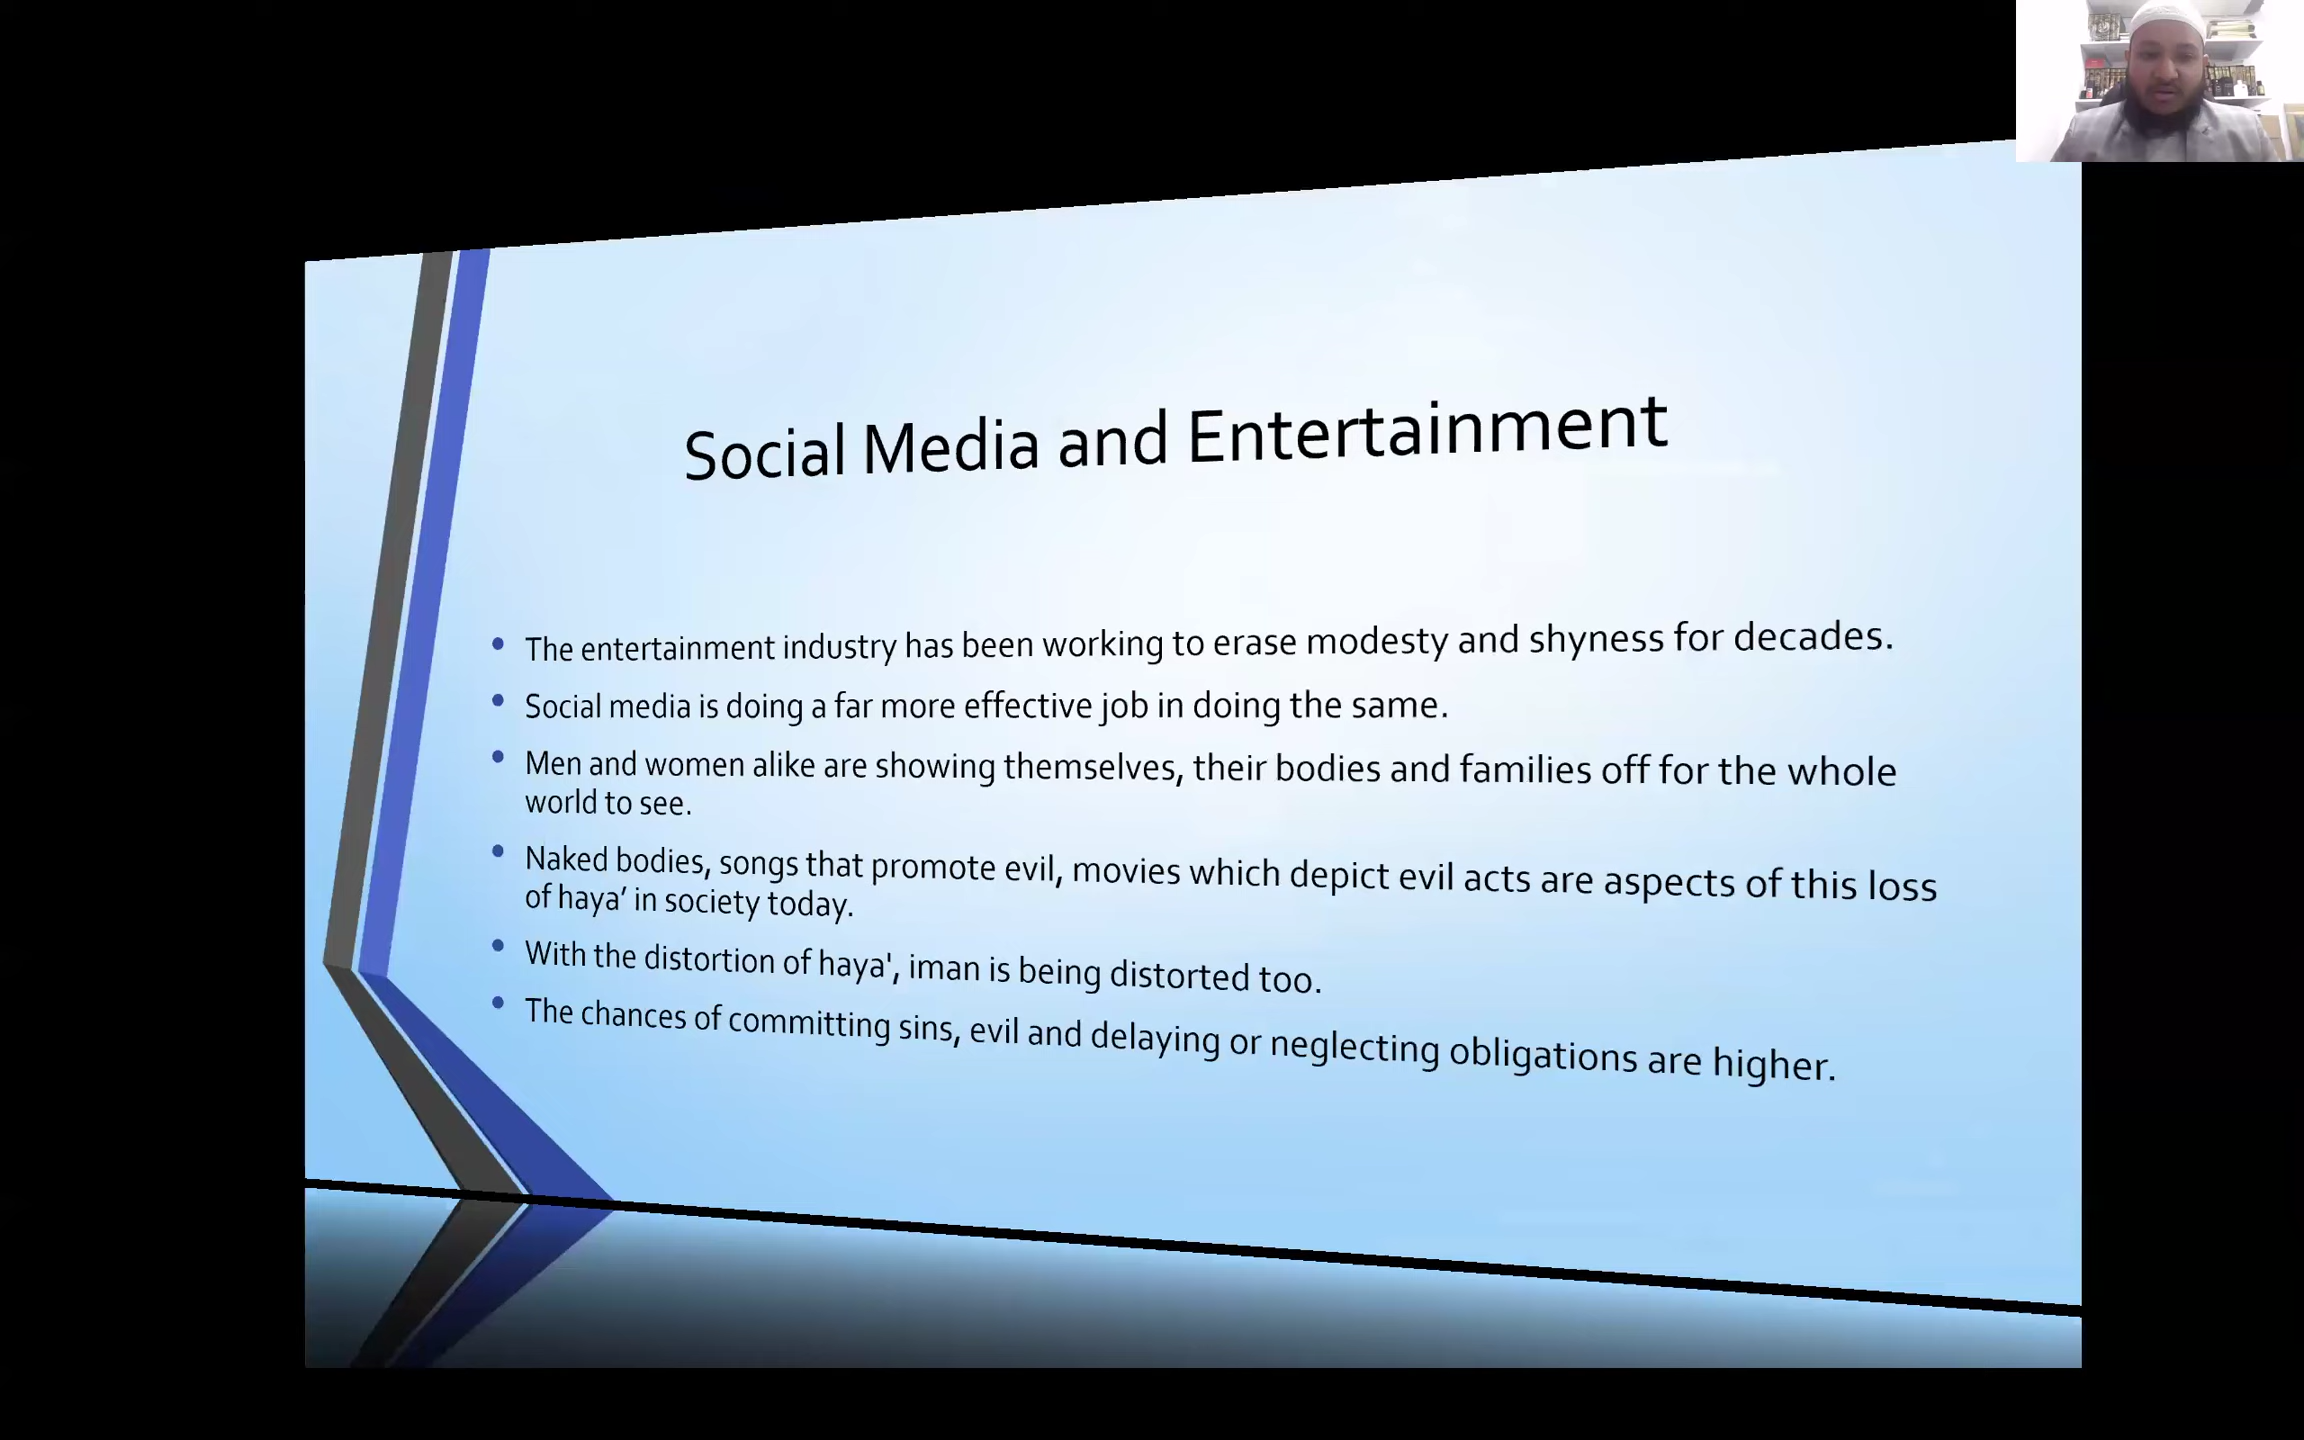 Social Media and Entertainment
• The entertainment industry has been working to erase modesty and shyness for decades.
• Social media is doing a far more effective job in doing the same.
• Men and women alike are showing themselves, their bodies and families off for the whole
world to see.
• Naked bodies, songs that promote evil, movies which depict evil acts are aspects of this loss
of haya’ in society today.
• With the distortion of haya', iman is being distorted too.
• The chances of committing sins, evil and delaying or neglecting obligations are higher.